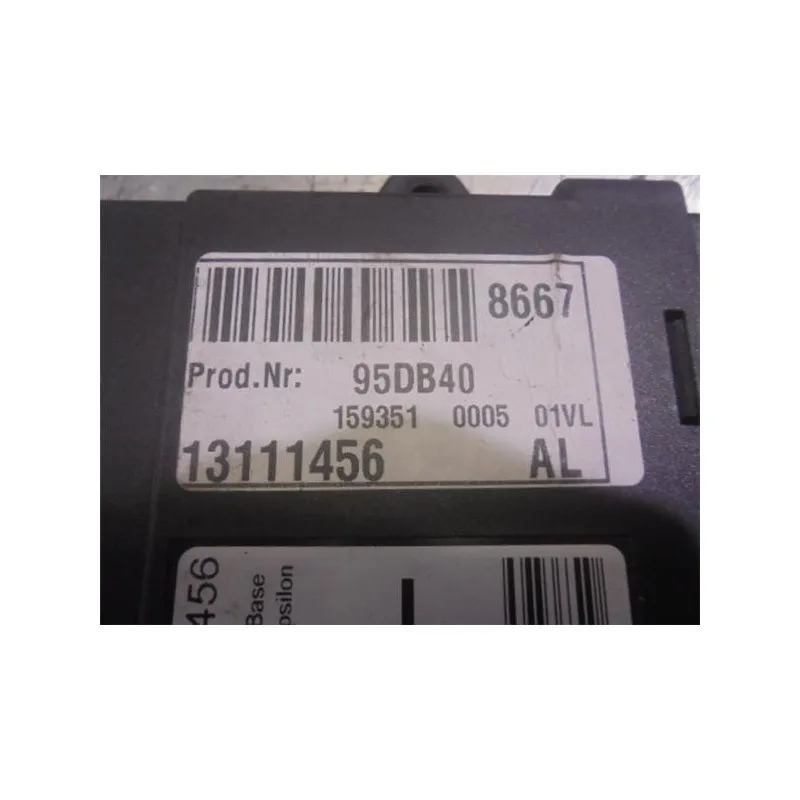 8667
Prod.Nr: 95DB40
159351 0005 01VL
13111456 AL
456
Base
psilon